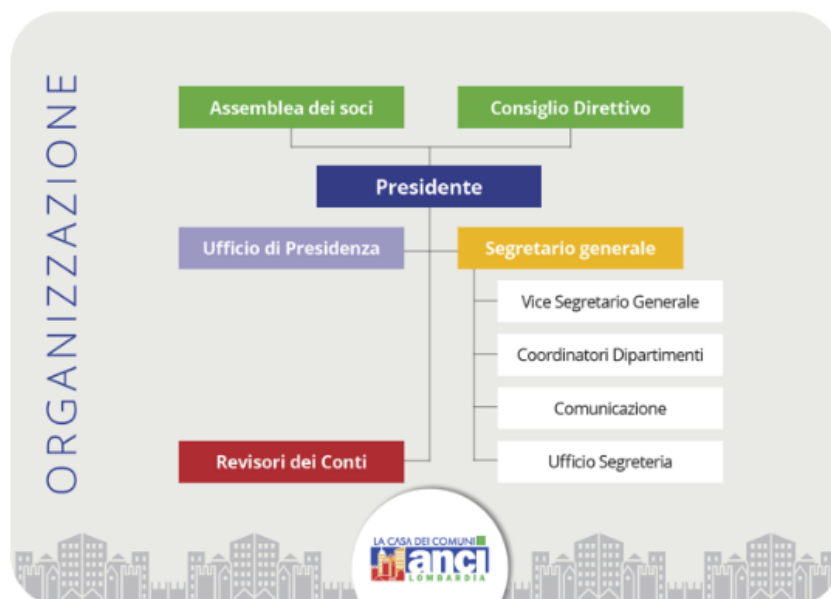 ORGANIZZAZIONE
Assemblea dei soci
Consiglio Direttivo
Presidente
Ufficio di Presidenza
Segretario generale
Vice Segretario Generale
Coordinatori Dipartimenti
Comunicazione
Ufficio Segreteria
Revisori dei Conti
LA CASA DEI COMUNI
anci
LOMBARDIA